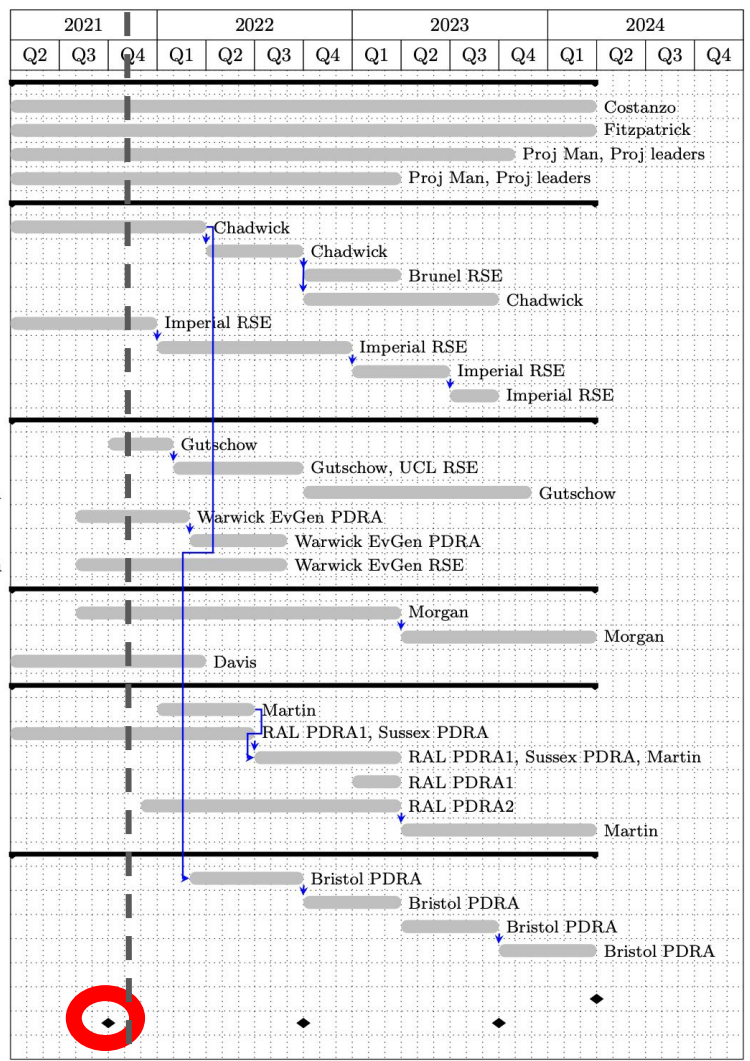 2021 2022 2023 2024
Q2 Q3 Q4 Q1 Q2 Q3 Q4 Q1 Q2 Q3 Q4 Q1 Q2 Q3 Q4
Costanzo
Fitzpatrick
Proj Man, Proj leaders
Proj Man, Proj leaders
Chadwick
Chadwick
Brunel RSE
Chadwick
Imperial RSE
Imperial RSE
Imperial RSE
Imperial RSE
Gutschow
Gutschow, UCL RSE
Gutschow
Warwick EvGen PDRA
Warwick EvGen PDRA
Warwick EvGen RSE
Morgan
Morgan
Davis
Martin
RAL PDRA1, Sussex PDRA
RAL PDRA1, Sussex PDRA, Martin
RAL PDRA1
RAL PDRA2
Martin
Bristol PDRA
Bristol PDRA
Bristol PDRA
Bristol PDRA